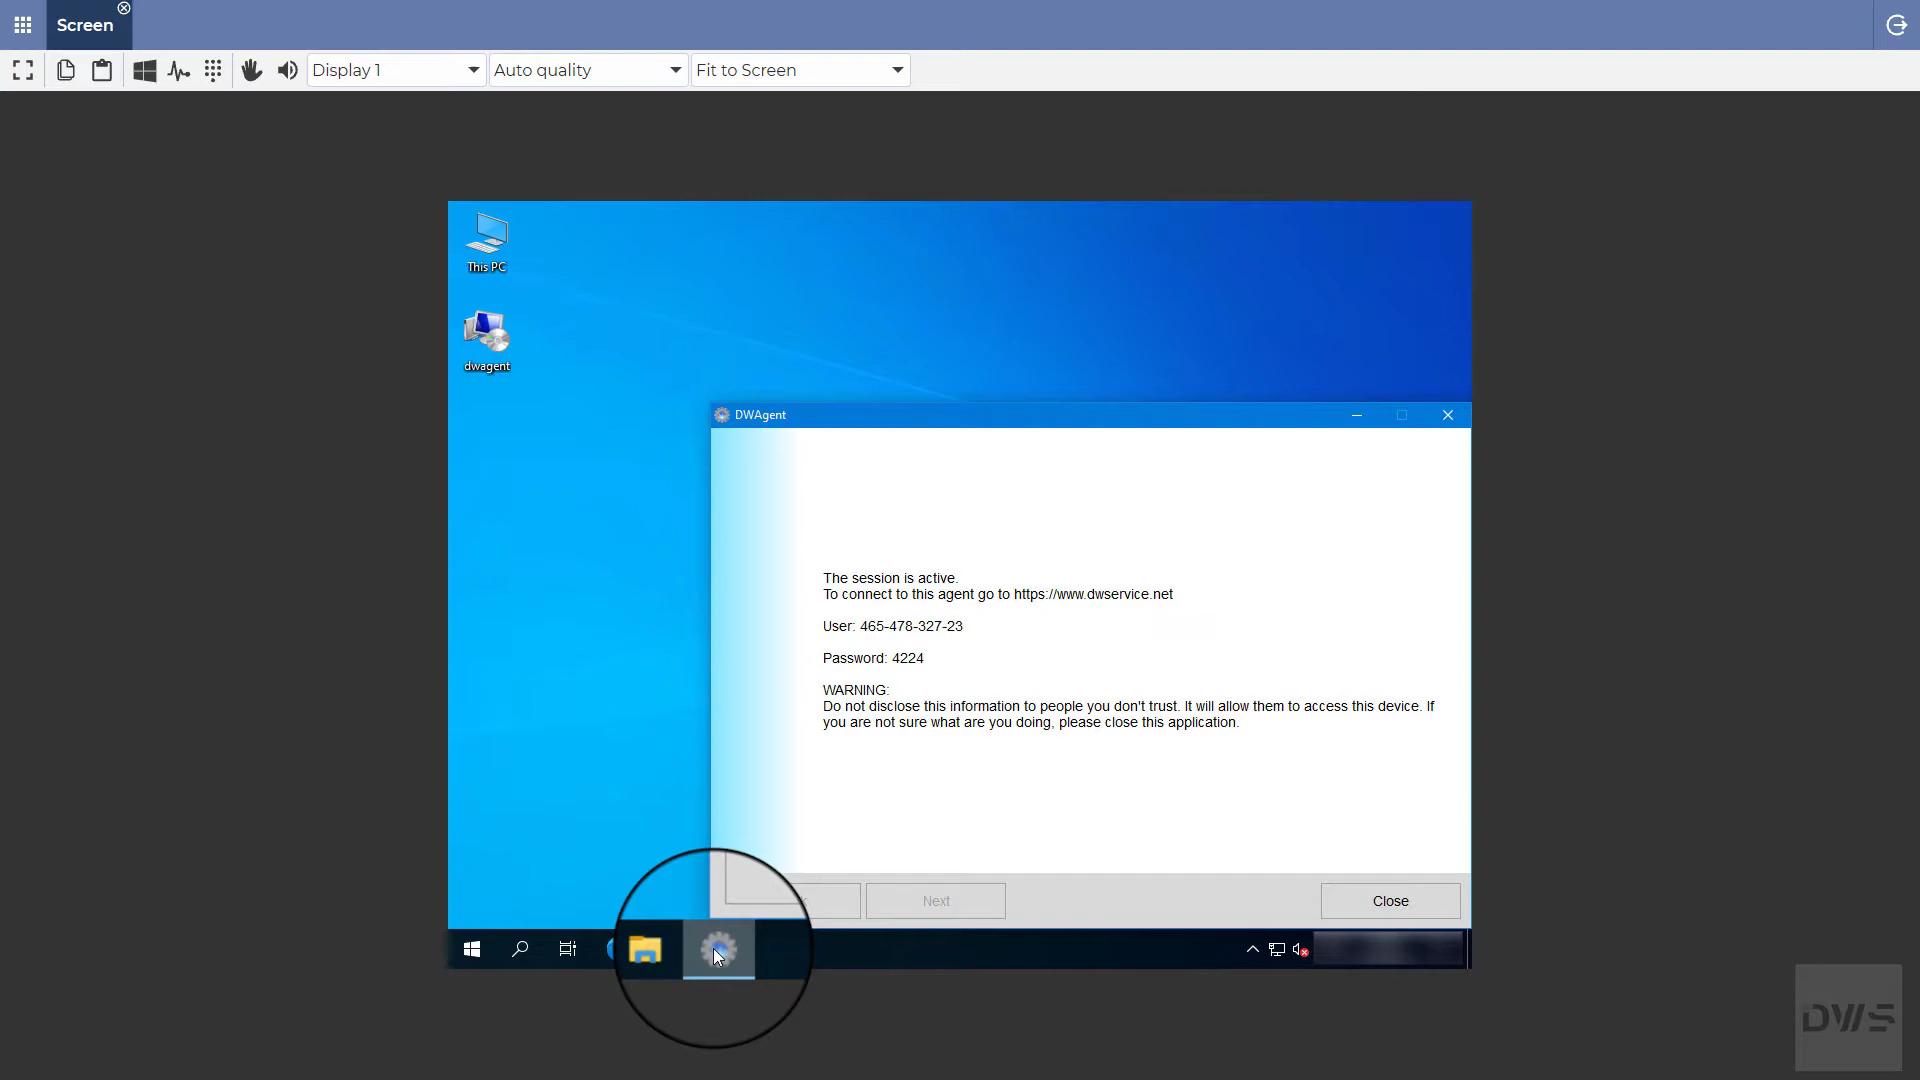 Screen
Display 1
Auto quality
Fit to Screen
This PC
dwagent
DWAgent
The session is active.
To connect to this agent go to https://www.dwservice.net
User: 465-478-327-23
Password: 4224
WARNING:
Do not disclose this information to people you don't trust. It will allow them to access this device. If
you are not sure what are you doing, please close this application.
Next
Close
DWS